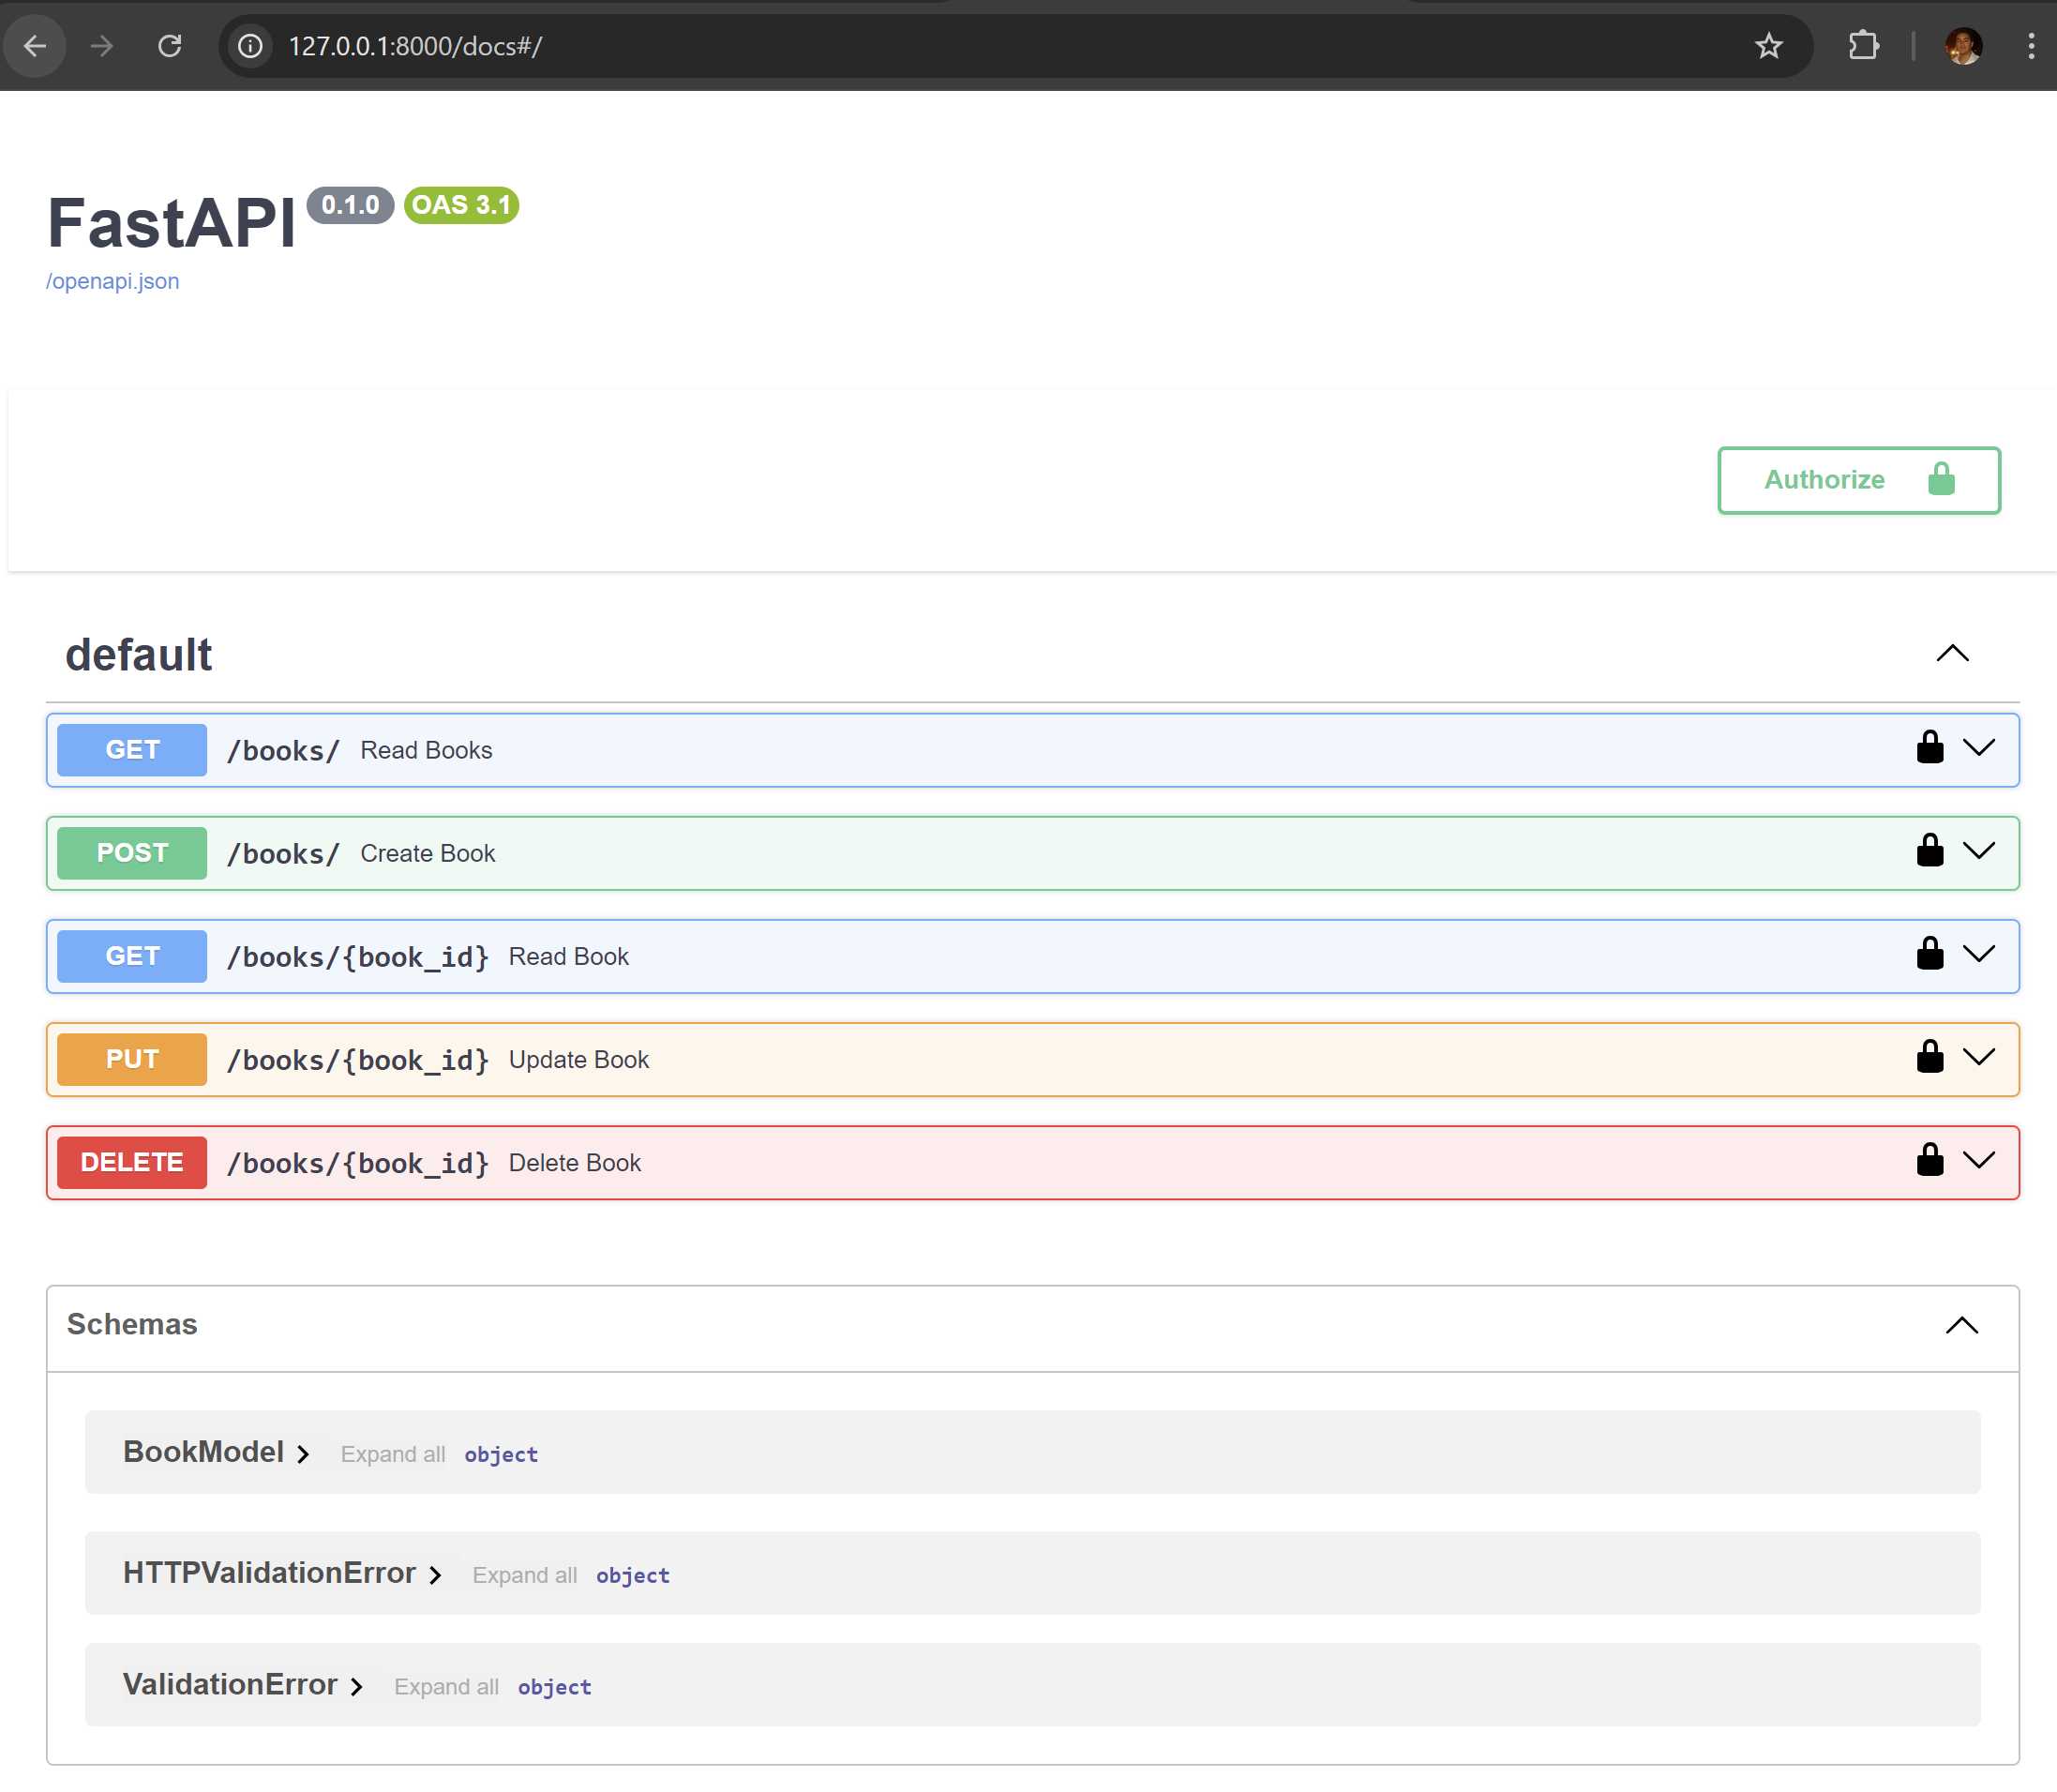 127.0.0.1:8000/docs#/
FastAPI 0.1.0 OAS 3.1
/openapi.json
Authorize
default
GET /books/ Read Books
POST /books/ Create Book
GET /books/{book_id} Read Book
PUT /books/{book_id} Update Book
DELETE /books/{book_id} Delete Book
Schemas
BookModel Expand all object
HTTPValidationError Expand all object
ValidationError Expand all object